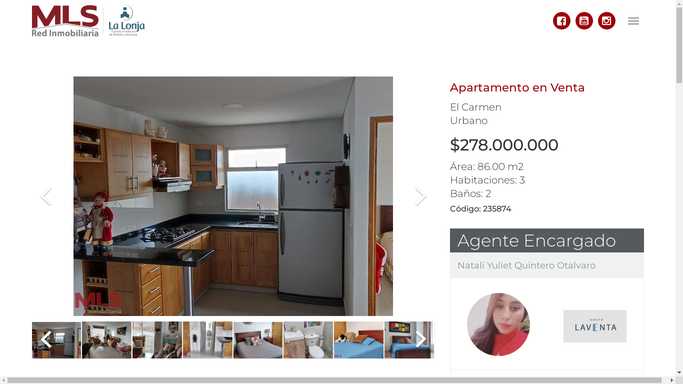 MLS
Red Inmobiliaria
La Lonja
Apartamento en Venta
El Carmen
Urbano
$278.000.000
Área: 86.00 m2
Habitaciones: 3
Baños: 2
Código: 235874
Agente Encargado
Natali Yuliet Quintero Otalvaro
LAVENTA
MLS